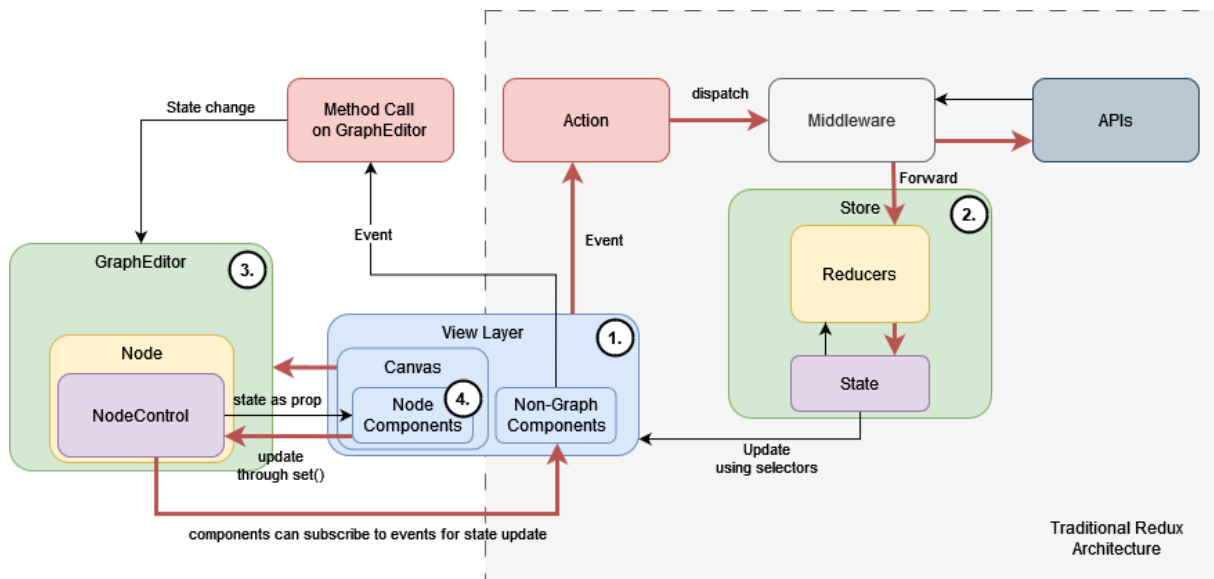 State change
Method Call
on GraphEditor
Action
dispatch
Middleware
APIs
Forward
Store
2.
Event
Event
Reducers
GraphEditor
3.
View Layer
1.
Node
Canvas
NodeControl
state as prop
Node
Components
4.
Non-Graph
Components
State
update
through set()
Update
using selectors
components can subscribe to events for state update
Traditional Redux
Architecture